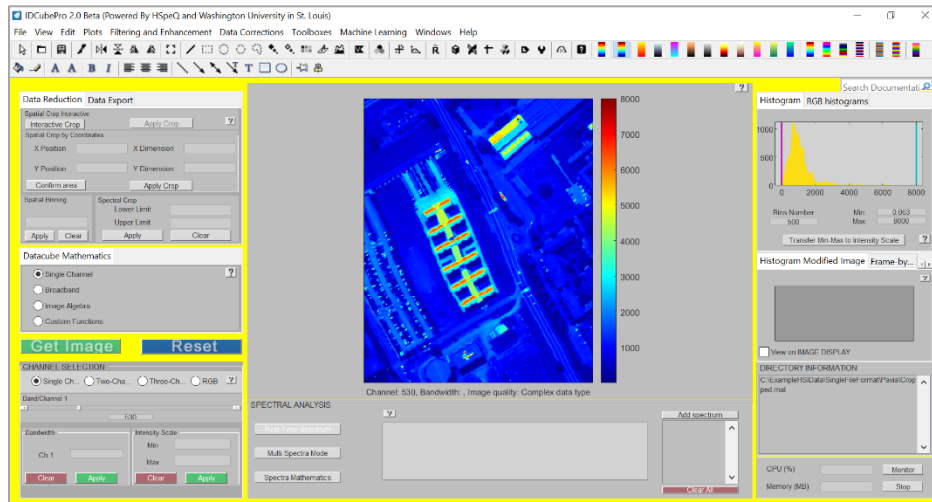 IDCubePro 2.0 Beta (Powered By HSpeQ and Washington University in St. Louis)
File View Edit Plots Filtering and Enhancement Data Corrections Toolboxes Machine Learning Windows Help
A A B I T
Search Documentati
Data Reduction Data Export
Spatial Crop Interactive
Interactive Crop Apply Crop ?
Spatial Crop by Coordinates
X Position X Dimension
Y Position Y Dimension
Confirm area Apply Crop
Spatial Binning Spectral Crop
Lower Limit
Upper Limit
Apply Clear Apply Clear
Datacube Mathematics
Single Channel ?
Broadband
Image Algebra
Custom Functions
Get Image Reset
CHANNEL SELECTION
Single Ch... Two-Cha... Three-Ch... RGB ?
Band/Channel 1
530
Bandwidth Intensity Scale
Ch 1
Min
Max
Clear Apply Clear Apply
?
8000
7000
6000
5000
4000
3000
2000
1000
Channel: 530, Bandwidth: , Image quality: Complex data type
SPECTRAL ANALYSIS
?
Real-Time Spectrum
Multi-Spectra Mode
Spectra Mathematics
Add spectrum
Clear All
Histogram RGB histograms
1000
500
0
0 2000 4000 6000 8000
Bins Number Min: 0.063
500 Max: 8000
Transfer Min-Max to Intensity Scale ?
Histogram Modified Image Frame-by...
?
View on IMAGE DISPLAY
DIRECTORY INFORMATION
C:\ExampleHSIData\SingleFileFormat\Pavia\Crop
ped.mat
CPU (%) Monitor
Memory (MB) Stop